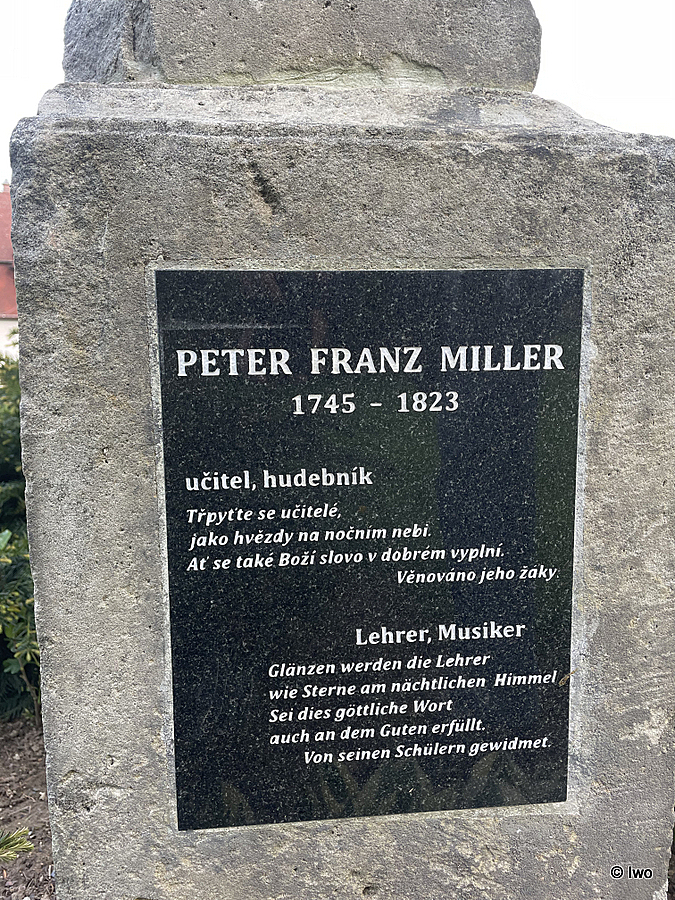 PETER FRANZ MILLER
1745 – 1823
učitel, hudebník
Třpyťte se učitelé,
jako hvězdy na nočním nebi.
Ať se také Boží slovo v dobrém vyplní.
Věnováno jeho žáky.
Lehrer, Musiker
Glänzen werden die Lehrer
wie Sterne am nächtlichen Himmel
Sei dies göttliche Wort
auch an dem Guten erfüllt.
Von seinen Schülern gewidmet.
© Iwo